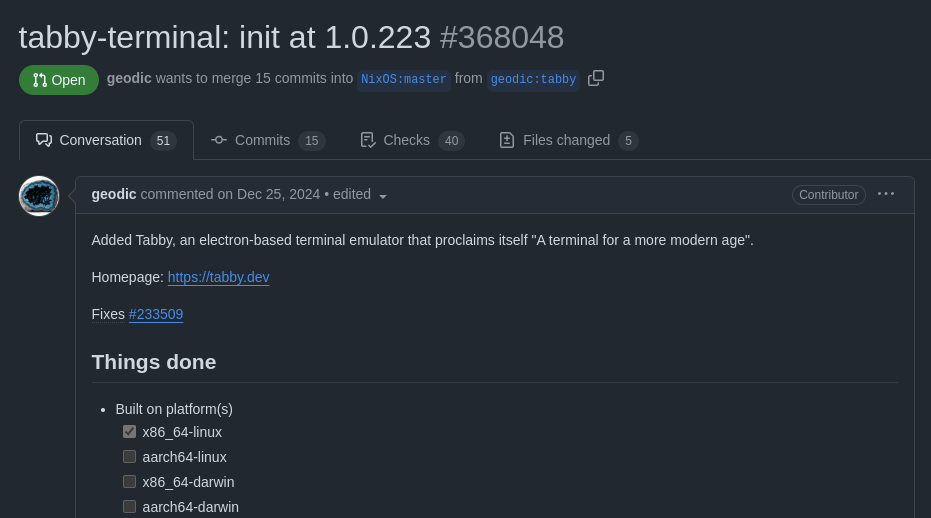 tabby-terminal: init at 1.0.223 #368048
Open geodic wants to merge 15 commits into NixOS:master from geodic:tabby
Conversation 51 Commits 15 Checks 40 Files changed 5
geodic commented on Dec 25, 2024 • edited Contributor
Added Tabby, an electron-based terminal emulator that proclaims itself "A terminal for a more modern age".
Homepage: https://tabby.dev
Fixes #233509
Things done
• Built on platform(s)
x86_64-linux
aarch64-linux
x86_64-darwin
aarch64-darwin